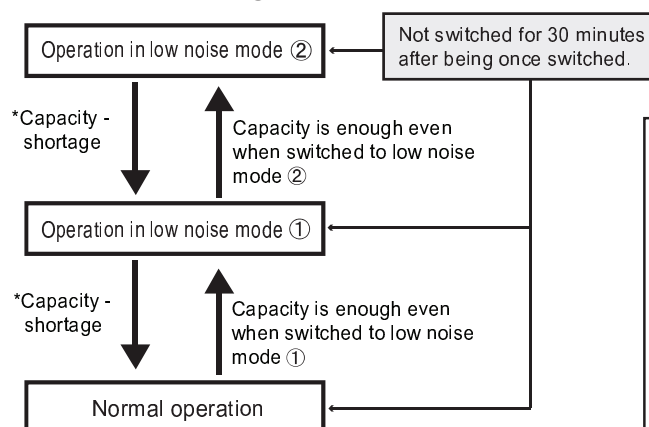 Operation in low noise mode ②
Not switched for 30 minutes
after being once switched.
*Capacity -
shortage
Capacity is enough even
when switched to low noise
mode ②
Operation in low noise mode ①
*Capacity -
shortage
Capacity is enough even
when switched to low noise
mode ①
Normal operation